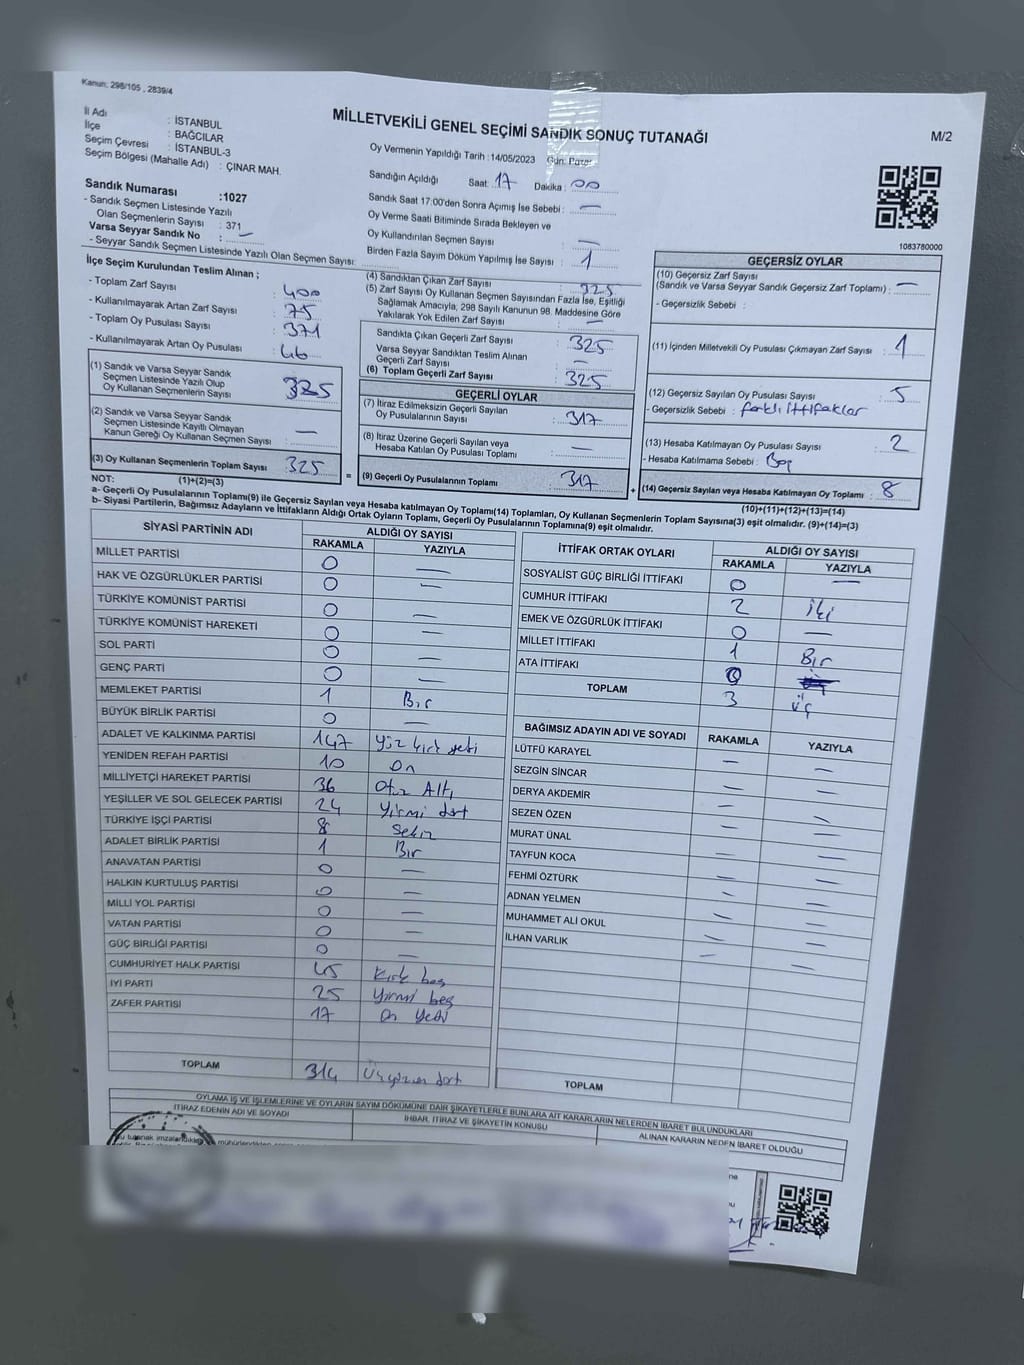 Kanun: 298/105 , 2839/4
MİLLETVEKİLİ GENEL SEÇİMİ SANDIK SONUÇ TUTANAĞI
M/2
İl Adı : İSTANBUL
İlçe : BAĞCILAR
Seçim Çevresi : İSTANBUL-3
Seçim Bölgesi (Mahalle Adı) : ÇINAR MAH.
Sandık Numarası :1027
- Sandık Seçmen Listesinde Yazılı
Olan Seçmenlerin Sayısı : 371
Varsa Seyyar Sandık No : —
- Seyyar Sandık Seçmen Listesinde Yazılı Olan Seçmen Sayısı:
Oy Vermenin Yapıldığı Tarih :14/05/2023 Gün: Pazar
Sandığın Açıldığı Saat: 17 Dakika : 00
Sandık Saat 17:00'den Sonra Açmış İse Sebebi : —
Oy Verme Saati Bitiminde Sırada Bekleyen ve
Oy Kullandırılan Seçmen Sayısı : —
Birden Fazla Sayım Döküm Yapılmış İse Sayısı : 1
1083780000
İlçe Seçim Kurulundan Teslim Alınan ;
- Toplam Zarf Sayısı : 400
- Kullanılmayarak Artan Zarf Sayısı : 75
- Toplam Oy Pusulası Sayısı : 371
- Kullanılmayarak Artan Oy Pusulası : 46
(1) Sandık ve Varsa Seyyar Sandık
Seçmen Listesinde Yazılı Olup
Oy Kullanan Seçmenlerin Sayısı : 325
(2) Sandık ve Varsa Seyyar Sandık
Seçmen Listesinde Kayıtlı Olmayan
Kanun Gereği Oy Kullanan Seçmen Sayısı : —
(3) Oy Kullanan Seçmenlerin Toplam Sayısı : 325
(4) Sandıktan Çıkan Zarf Sayısı : 325
(5) Zarf Sayısı Oy Kullanan Seçmen Sayısından Fazla İse, Eşitliği
Sağlamak Amacıyla, 298 Sayılı Kanunun 98. Maddesine Göre
Yakılarak Yok Edilen Zarf Sayısı : —
Sandıkta Çıkan Geçerli Zarf Sayısı : 325
Varsa Seyyar Sandıktan Teslim Alınan
Geçerli Zarf Sayısı : —
(6) Toplam Geçerli Zarf Sayısı : 325
GEÇERLİ OYLAR
(7) İtiraz Edilmeksizin Geçerli Sayılan
Oy Pusulalarının Sayısı : 317
(8) İtiraz Üzerine Geçerli Sayılan veya
Hesaba Katılan Oy Pusulası Toplamı : —
= (9) Geçerli Oy Pusulalarının Toplamı : 317
GEÇERSİZ OYLAR
(10) Geçersiz Zarf Sayısı
(Sandık ve Varsa Seyyar Sandık Geçersiz Zarf Toplamı) : —
- Geçersizlik Sebebi :
(11) İçinden Milletvekili Oy Pusulası Çıkmayan Zarf Sayısı : 1
(12) Geçersiz Sayılan Oy Pusulası Sayısı : 5
- Geçersizlik Sebebi : farklı ittifaklar
(13) Hesaba Katılmayan Oy Pusulası Sayısı : 2
- Hesaba Katılmama Sebebi : Boş
+ (14) Geçersiz Sayılan veya Hesaba Katılmayan Oy Toplamı : 8
NOT: (1)+(2)=(3)
(10)+(11)+(12)+(13)=(14)
a- Geçerli Oy Pusulalarının Toplamı(9) ile Geçersiz Sayılan veya Hesaba Katılmayan Oy Toplamı(14) Toplamları, Oy Kullanan Seçmenlerin Toplam Sayısına(3) eşit olmalıdır. (9)+(14)=(3)
b- Siyasi Partilerin, Bağımsız Adayların ve İttifakların Aldığı Ortak Oyların Toplamı, Geçerli Oy Pusulalarının Toplamına(9) eşit olmalıdır.
SİYASİ PARTİNİN ADI ALDIĞI OY SAYISI
RAKAMLA YAZIYLA
MİLLET PARTİSİ 0 —
HAK VE ÖZGÜRLÜKLER PARTİSİ 0 —
TÜRKİYE KOMÜNİST PARTİSİ 0 —
TÜRKİYE KOMÜNİST HAREKETİ 0 —
SOL PARTİ 0 —
GENÇ PARTİ 0 —
MEMLEKET PARTİSİ 1 Bir
BÜYÜK BİRLİK PARTİSİ 0 —
ADALET VE KALKINMA PARTİSİ 147 Yüz kırk yedi
YENİDEN REFAH PARTİSİ 10 On
MİLLİYETÇİ HAREKET PARTİSİ 36 Otuz Altı
YEŞİLLER VE SOL GELECEK PARTİSİ 24 Yirmi dört
TÜRKİYE İŞÇİ PARTİSİ 8 Sekiz
ADALET BİRLİK PARTİSİ 1 Bir
ANAVATAN PARTİSİ 0 —
HALKIN KURTULUŞ PARTİSİ 0 —
MİLLİ YOL PARTİSİ 0 —
VATAN PARTİSİ 0 —
GÜÇ BİRLİĞİ PARTİSİ 0 —
CUMHURİYET HALK PARTİSİ 45 Kırk beş
İYİ PARTİ 25 Yirmi beş
ZAFER PARTİSİ 17 On Yedi
TOPLAM 314 Üçyüzon dört
İTTİFAK ORTAK OYLARI ALDIĞI OY SAYISI
RAKAMLA YAZIYLA
SOSYALİST GÜÇ BİRLİĞİ İTTİFAKI 0 —
CUMHUR İTTİFAKI 2 İki
EMEK VE ÖZGÜRLÜK İTTİFAKI 0 —
MİLLET İTTİFAKI 1 Bir
ATA İTTİFAKI 0
TOPLAM 3 üç
BAĞIMSIZ ADAYIN ADI VE SOYADI RAKAMLA YAZIYLA
LÜTFÜ KARAYEL — —
SEZGİN SİNCAR — —
DERYA AKDEMİR — —
SEZEN ÖZEN — —
MURAT ÜNAL — —
TAYFUN KOCA — —
FEHMİ ÖZTÜRK — —
ADNAN YELMEN — —
MUHAMMET ALİ OKUL — —
İLHAN VARLIK — —
TOPLAM
OYLAMA İŞ VE İŞLEMLERİNE VE OYLARIN SAYIM DÖKÜMÜNE DAİR ŞİKAYETLERLE BUNLARA AİT KARARLARIN NELERDEN İBARET BULUNDUKLARI
İTİRAZ EDENİN ADI VE SOYADI
İHBAR, İTİRAZ VE ŞİKAYETİN KONUSU
ALINAN KARARIN NEDEN İBARET OLDUĞU